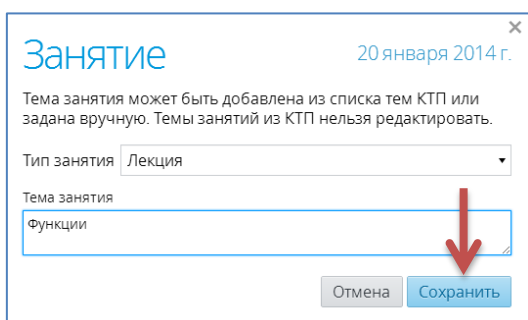 Занятие
20 января 2014 г.
Тема занятия может быть добавлена из списка тем КТП или
задана вручную. Темы занятий из КТП нельзя редактировать.
Тип занятия Лекция
Тема занятия
Функции
Отмена Сохранить